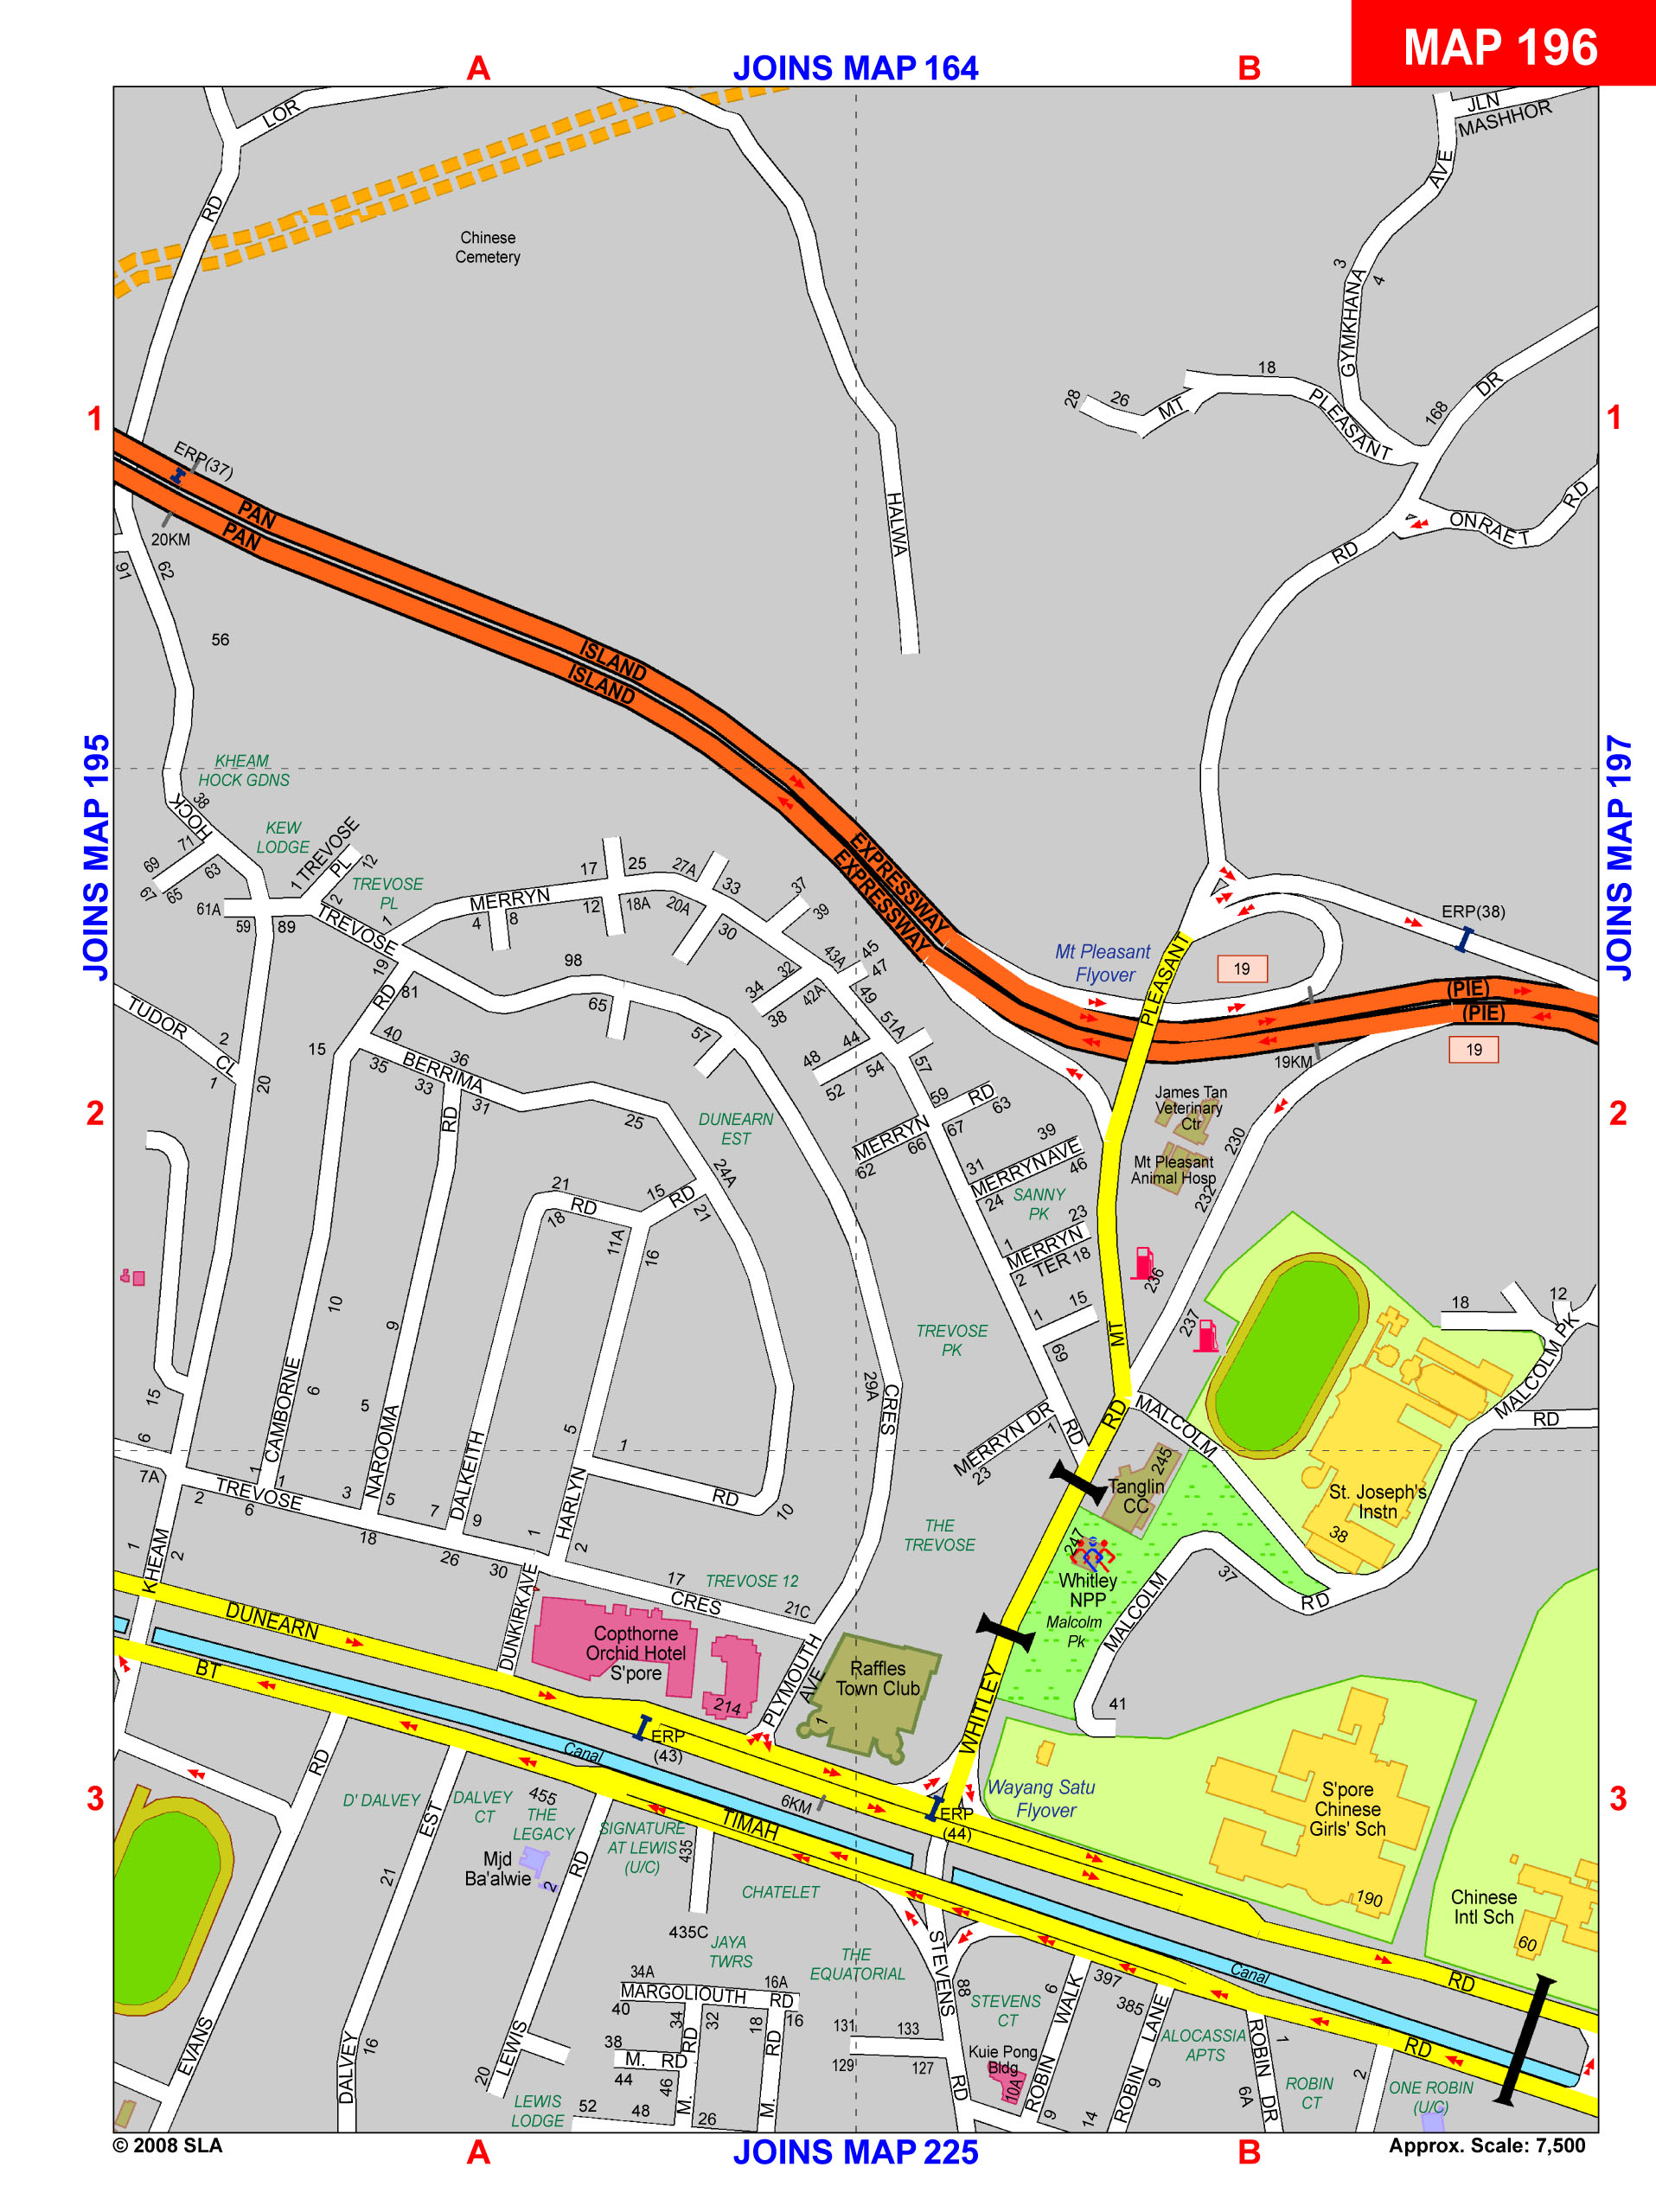 MAP 196
A
JOINS MAP 164
B
LOR
JLN
MASHHOR
RD
AVE
Chinese
Cemetery
3
4
GYMKHANA
18
28
26
MT
PLEASANT
168
DR
1
1
ERP(37)
PAN
PAN
20KM
HALWA
ONRAET
RD
RD
91
62
56
ISLAND
ISLAND
JOINS MAP 195
JOINS MAP 197
KHEAM
HOCK GDNS
38
HOCK
71
69
67
65
63
KEW
LODGE
1 TREVOSE
PL
12
2
TREVOSE
PL
61A
59
89
TREVOSE
1
MERRYN
4
8
17
25
12
18A
27A
20A
33
30
37
39
EXPRESSWAY
EXPRESSWAY
43A
45
47
49
32
34
38
42A
51A
44
48
52
54
57
ERP(38)
Mt Pleasant
Flyover
19
PLEASANT
(PIE)
(PIE)
19
19KM
19
RD
81
98
65
57
TUDOR
CL
2
1
20
15
40
35
BERRIMA
36
33
31
25
RD
59
RD
63
MERRYN
62
66
67
31
39
MERRYN AVE
24
46
SANNY
PK
1
23
MERRYN
TER 18
2
1
15
69
DUNEARN
EST
24A
21
18
RD
15
RD
21
11A
16
James Tan
Veterinary
Ctr
Mt Pleasant
Animal Hosp
230
232
236
237
MT
2
2
10
9
6
5
15
6
7A
CAMBORNE
NAROOMA
DALKEITH
HARLYN
5
1
RD
10
29A
CRES
TREVOSE
PK
MERRYN DR
1
23
RD
RD
MALCOLM
18
12
MALCOLM PK
RD
St. Joseph's
Instn
38
245
Tanglin
CC
247
Whitley
NPP
Malcolm
Pk
MALCOLM
37
RD
41
2
TREVOSE
1
1
6
3
5
18
7
9
26
30
1
2
17
CRES
21C
TREVOSE 12
THE
TREVOSE
1
2
KHEAM
DUNEARN
BT
DUNKIRK AVE
Copthorne
Orchid Hotel
S'pore
214
PLYMOUTH
AVE
1
Raffles
Town Club
WHITLEY
Canal
ERP
(43)
6KM
TIMAH
ERP
(44)
Wayang Satu
Flyover
S'pore
Chinese
Girls' Sch
190
Chinese
Intl Sch
60
3
3
RD
D' DALVEY
EST
DALVEY
CT
455
THE
LEGACY
SIGNATURE
AT LEWIS
(U/C)
Mjd
Ba'alwie
2
RD
435
435C
CHATELET
JAYA
TWRS
THE
EQUATORIAL
21
16
20
EVANS
DALVEY
LEWIS
LEWIS
LODGE
34A
MARGOLIOUTH
RD
16A
16
18
40
34
32
38
M. RD
44
46
RD
M.
RD
M.
52
48
26
131
133
129
127
STEVENS
88
RD
STEVENS
CT
Kuie Pong
Bldg
10A
6
ROBIN WALK
9
397
385
14
ROBIN LANE
9
ALOCASSIA
APTS
1
ROBIN DR
6A
ROBIN
CT
2
ONE ROBIN
(U/C)
Canal
RD
RD
© 2008 SLA
A
JOINS MAP 225
B
Approx. Scale: 7,500